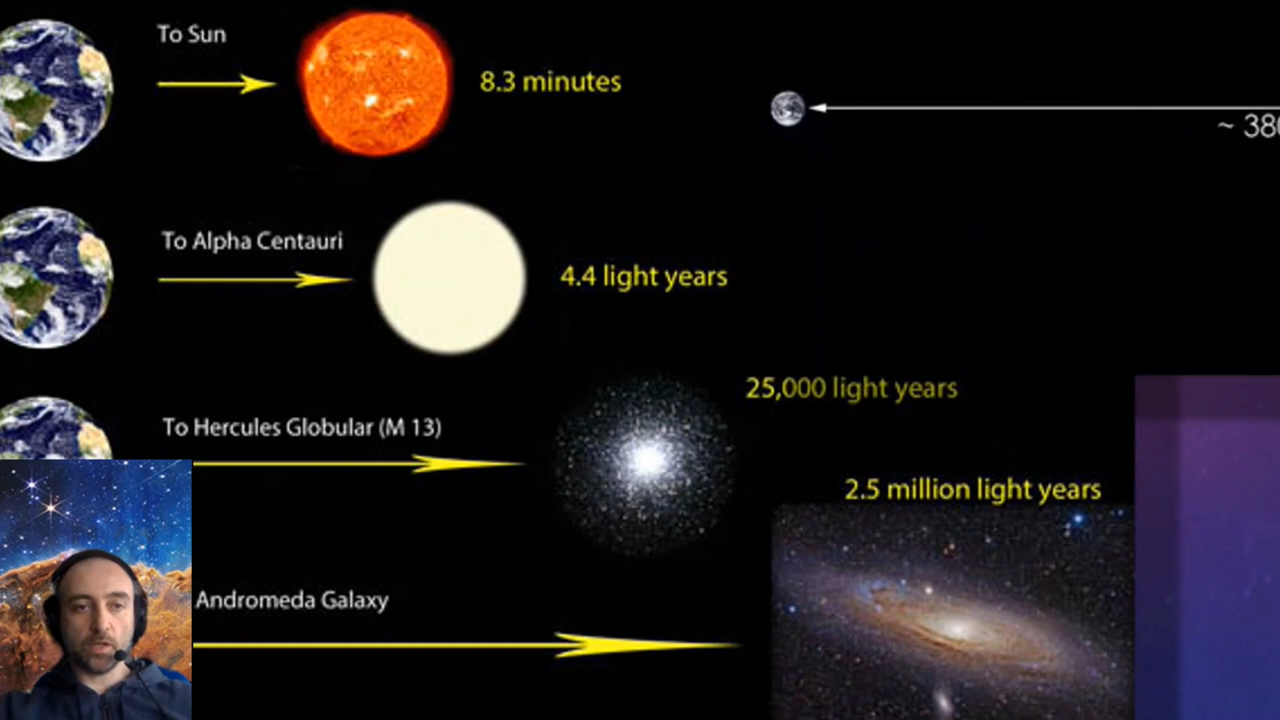 To Sun
8.3 minutes
~ 380
To Alpha Centauri
4.4 light years
25,000 light years
To Hercules Globular (M 13)
2.5 million light years
Andromeda Galaxy